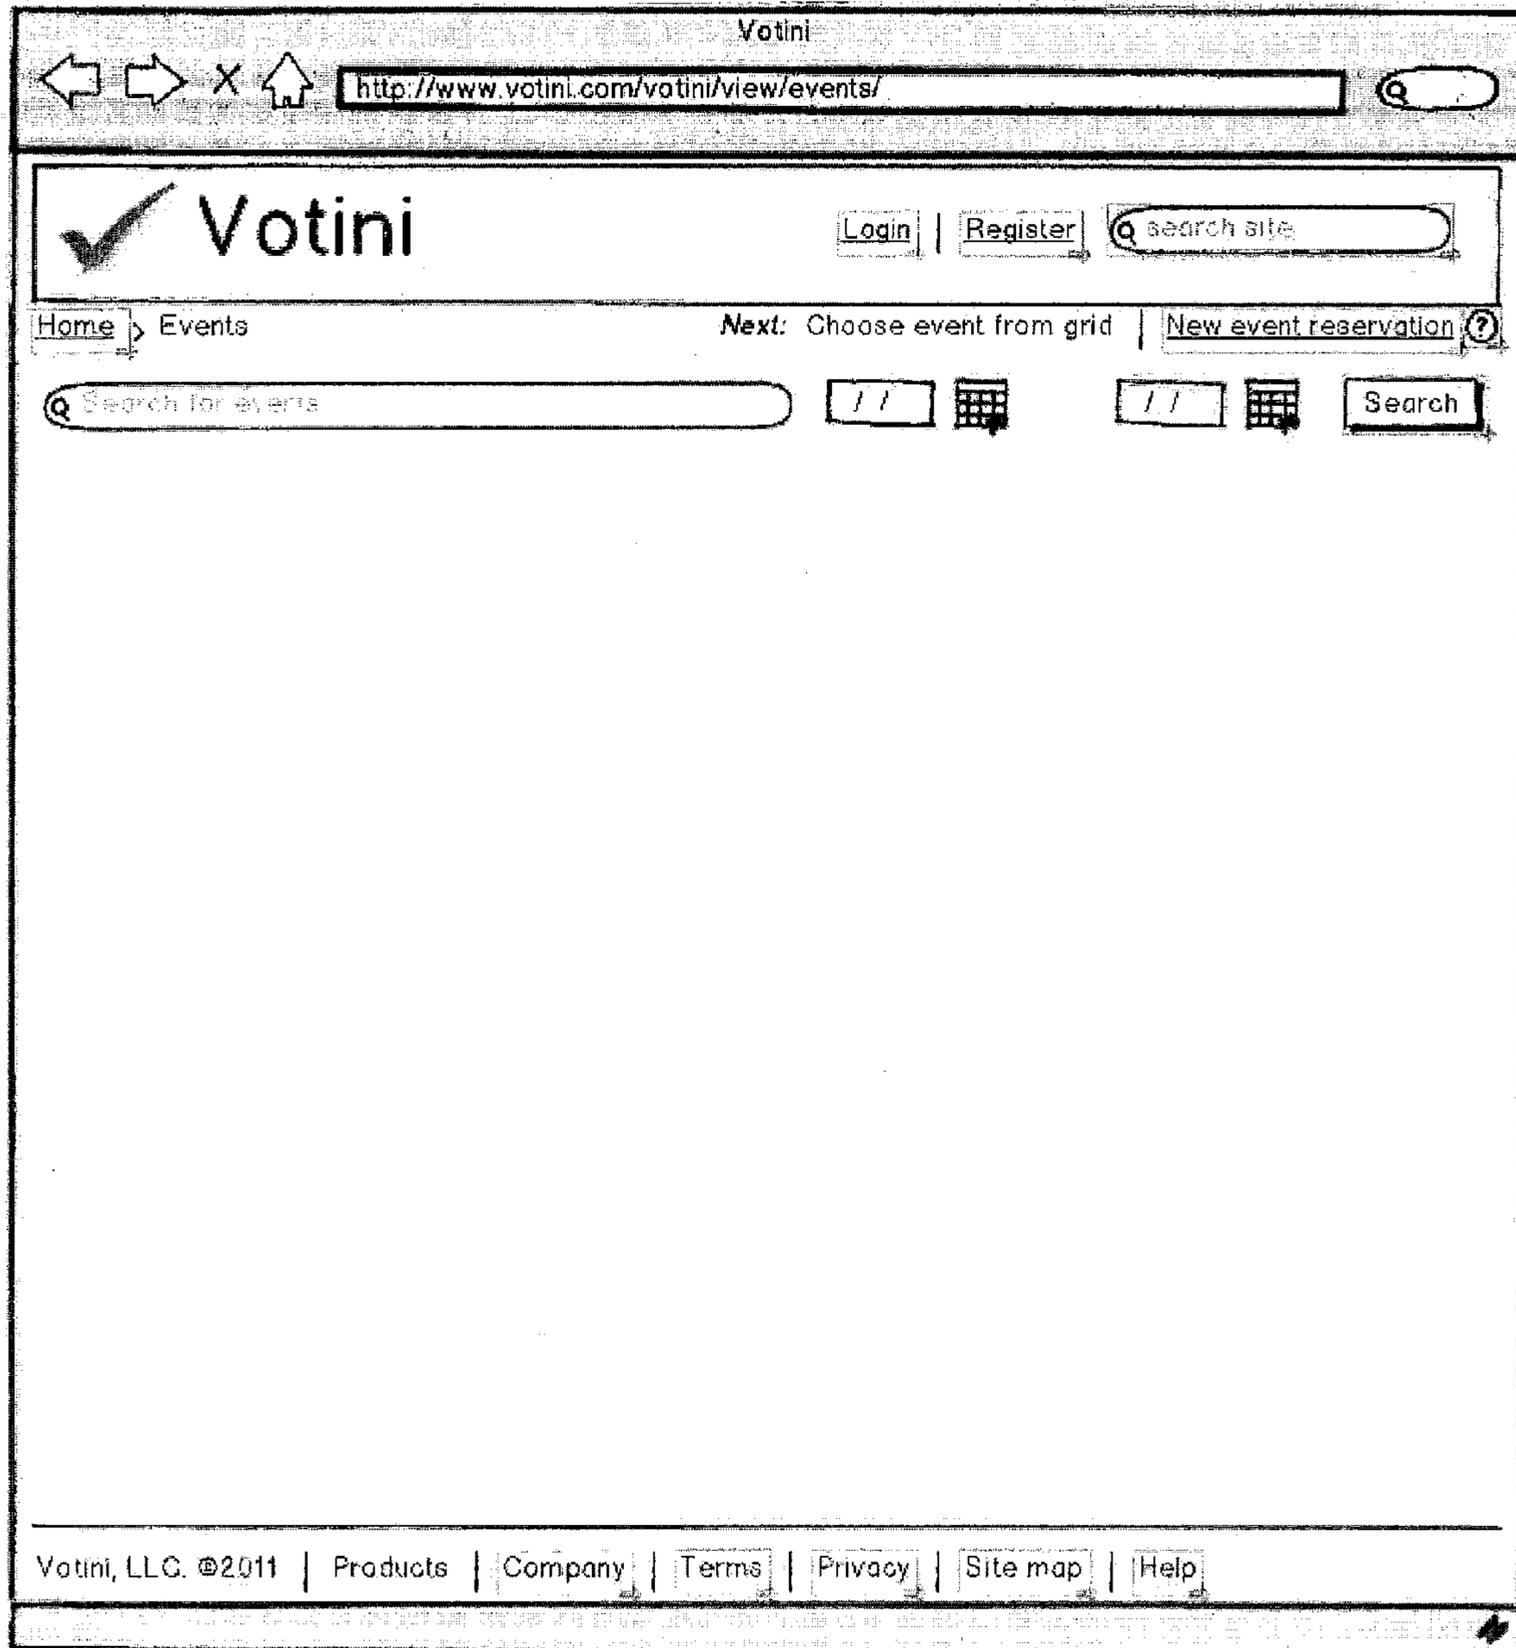 Votini
http://www.votini.com/votini/view/events/
Votini Login | Register search site
Home > Events Next: Choose event from grid | New event reservation ?
Search for events / / / / Search
Votini, LLC. ©2011 | Products | Company | Terms | Privacy | Site map | Help